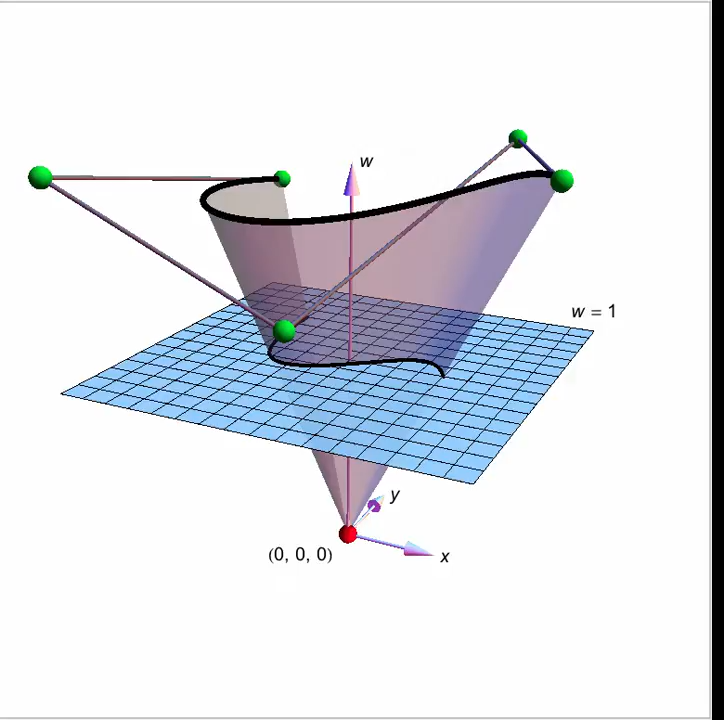 w
w = 1
y
(0, 0, 0)
x